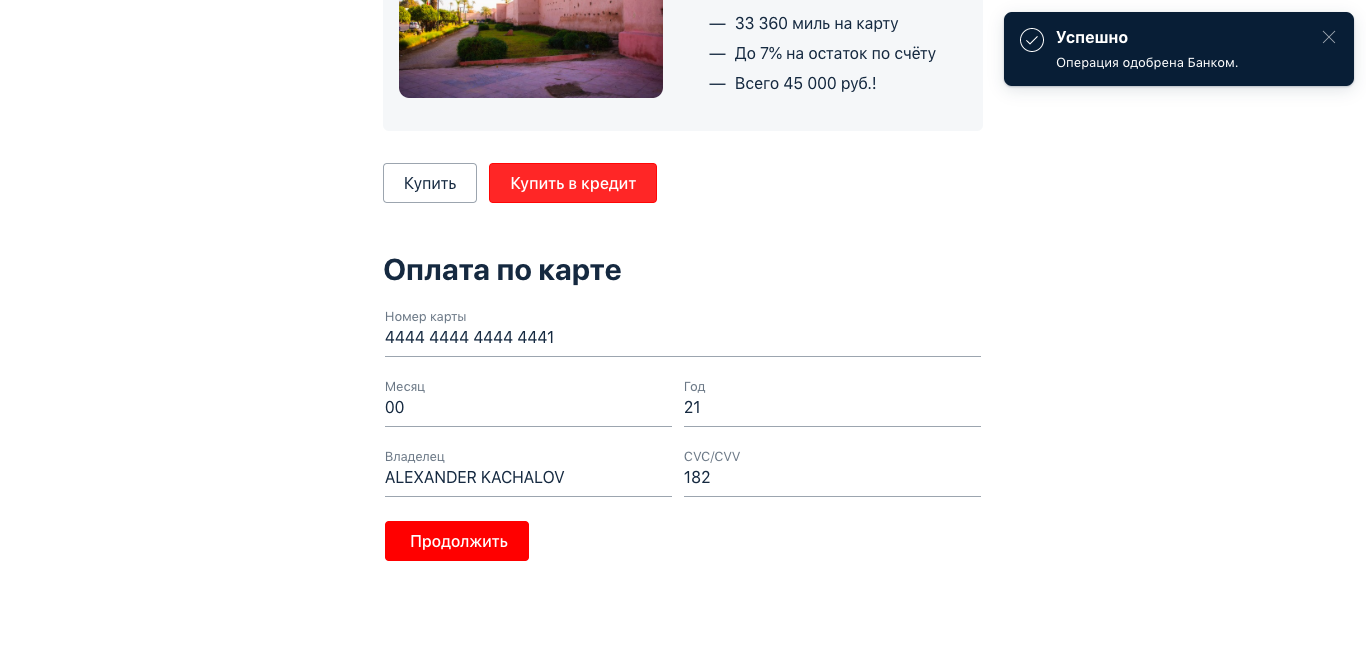 — 33 360 миль на карту
— До 7% на остаток по счёту
— Всего 45 000 руб.!
Успешно
Операция одобрена Банком.
Купить
Купить в кредит
Оплата по карте
Номер карты
4444 4444 4444 4441
Месяц
Год
00
21
Владелец
CVC/CVV
ALEXANDER KACHALOV
182
Продолжить